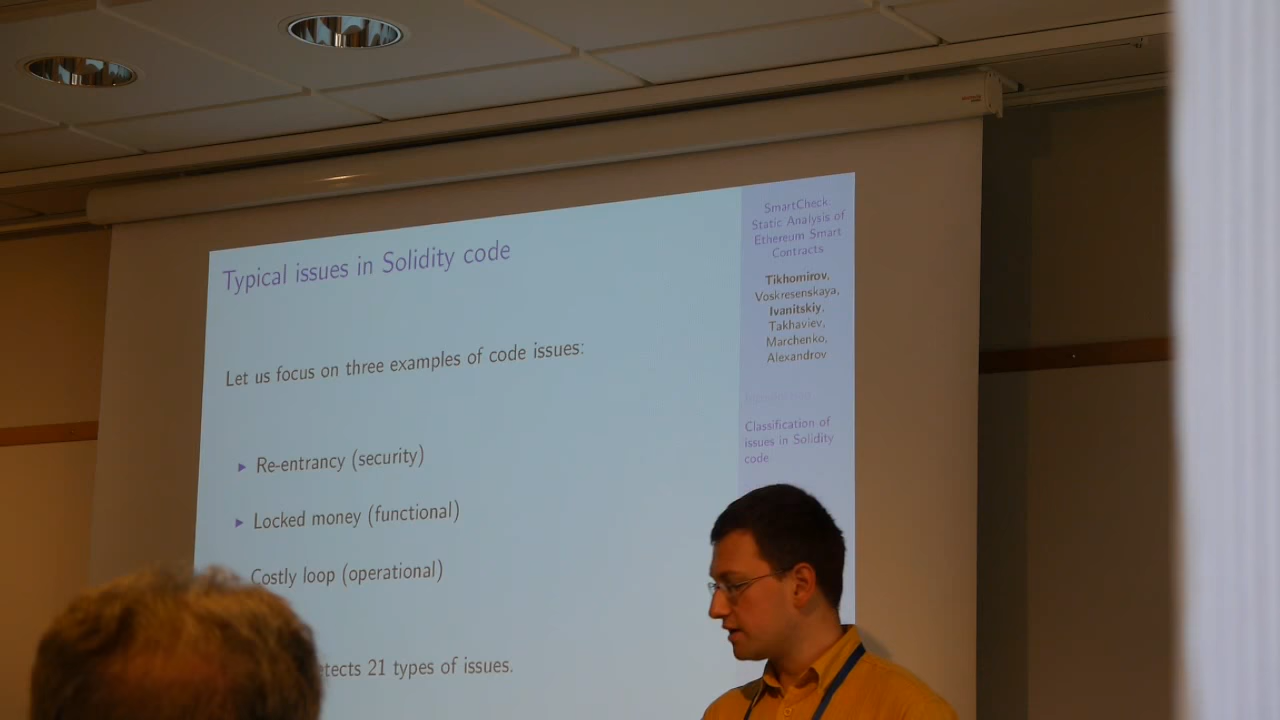 Typical issues in Solidity code
Let us focus on three examples of code issues:
Re-entrancy (security)
Locked money (functional)
Costly loop (operational)
etects 21 types of issues.
SmartCheck:
Static Analysis of
Ethereum Smart
Contracts
Tikhomirov,
Voskresenskaya,
Ivanitskiy,
Takhaviev,
Marchenko,
Alexandrov
Classification of
issues in Solidity
code